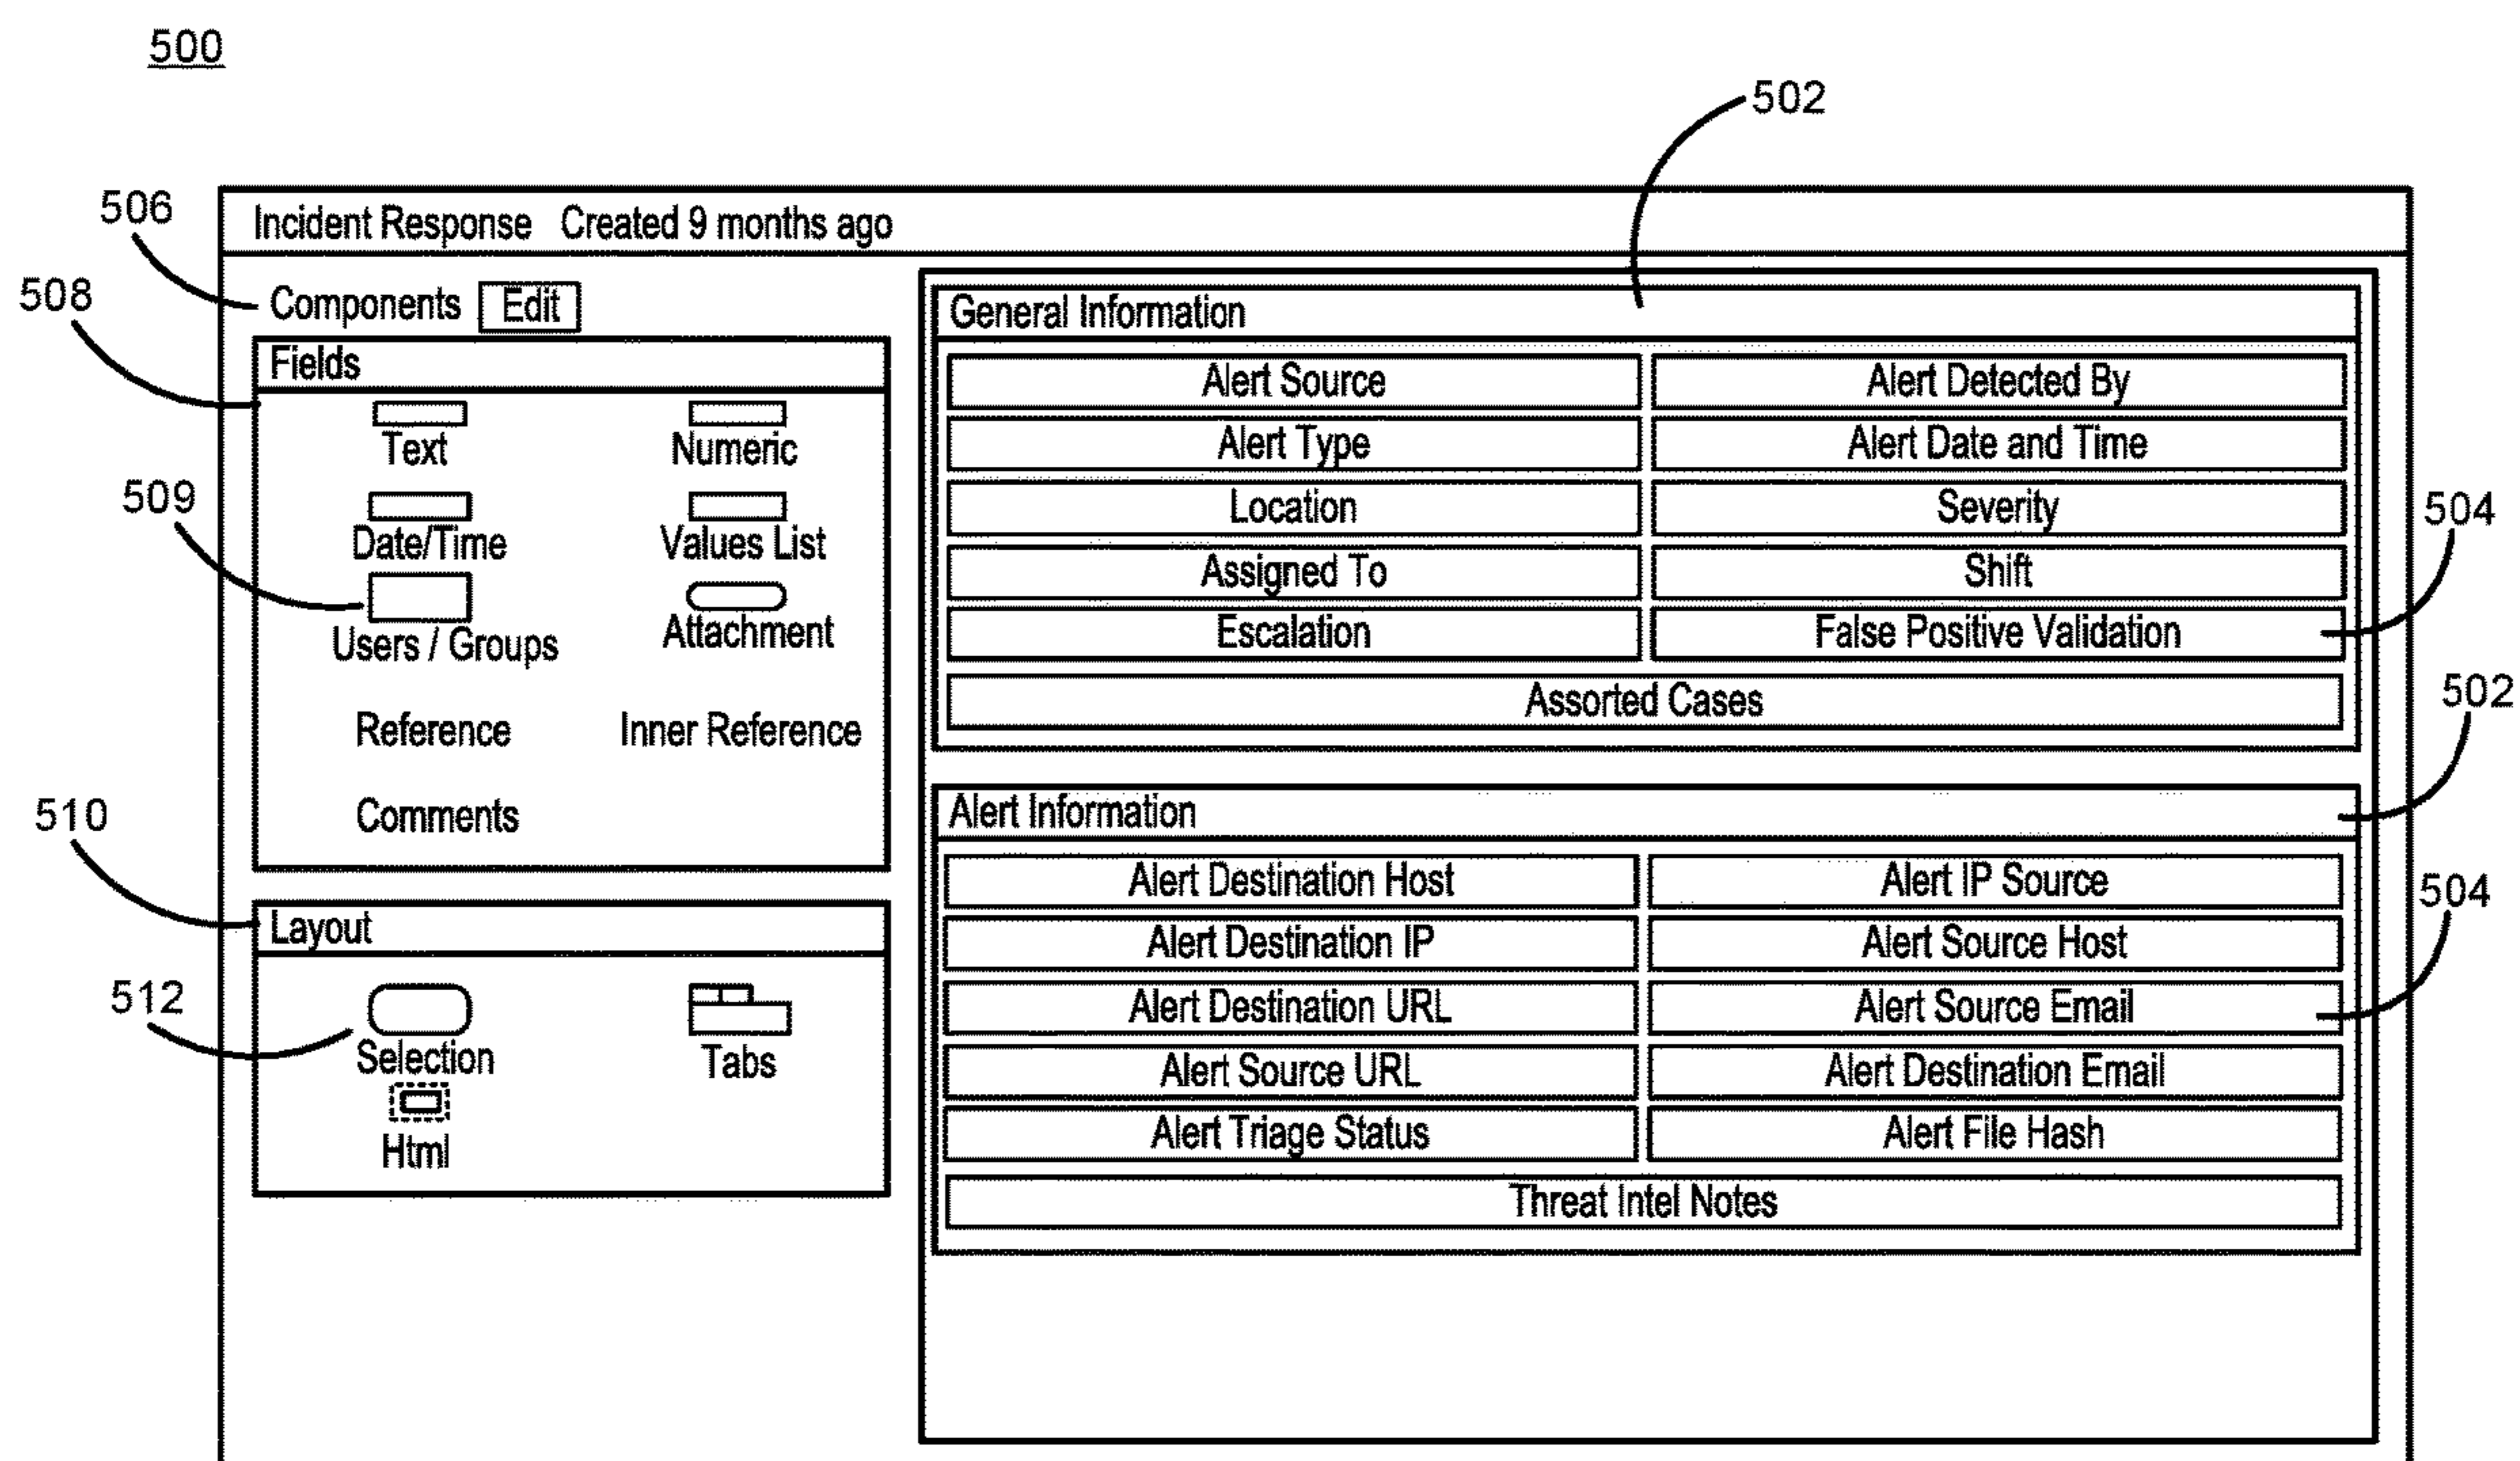 500
502
506
Incident Response Created 9 months ago
508
Components Edit
Fields
Text Numeric
509
Date/Time Values List
Users / Groups Attachment
Reference Inner Reference
Comments
510
Layout
512
Selection Tabs
Html
General Information
Alert Source Alert Detected By
Alert Type Alert Date and Time
Location Severity
504
Assigned To Shift
Escalation False Positive Validation
502
Assorted Cases
Alert Information
Alert Destination Host Alert IP Source
504
Alert Destination IP Alert Source Host
Alert Destination URL Alert Source Email
Alert Source URL Alert Destination Email
Alert Triage Status Alert File Hash
Threat Intel Notes